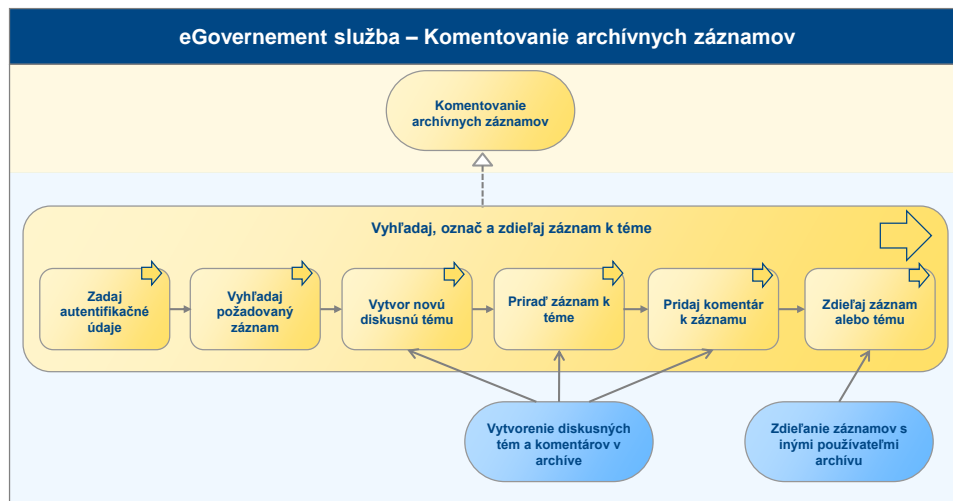 eGovernement služba – Komentovanie archívnych záznamov
Komentovanie
archívnych záznamov
Vyhľadaj, označ a zdieľaj záznam k téme
Zadaj
autentifikačné
údaje
Vyhľadaj
požadovaný
záznam
Vytvor novú
diskusnú tému
Priraď záznam k
téme
Pridaj komentár
k záznamu
Zdieľaj záznam
alebo tému
Vytvorenie diskusných
tém a komentárov v
archíve
Zdieľanie záznamov s
inými používateľmi
archívu